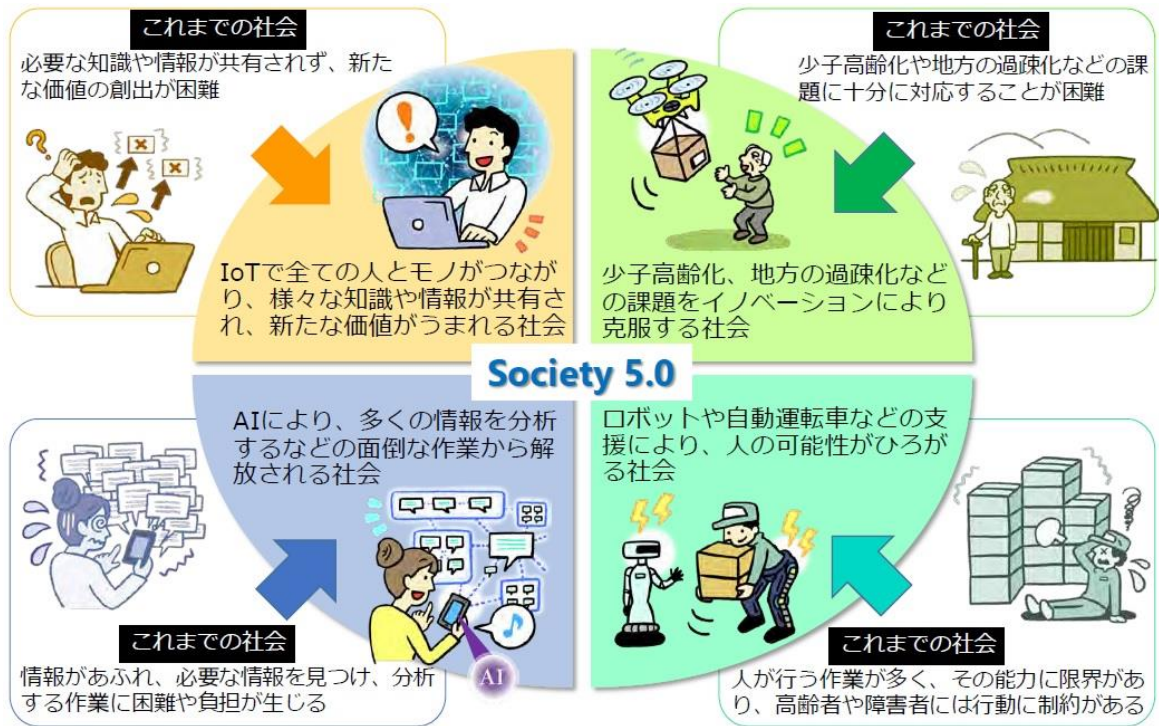 これまでの社会
必要な知識や情報が共有されず、新た
な価値の創出が困難
IoTで全ての人とモノがつなが
り、様々な知識や情報が共有さ
れ、新たな価値がうまれる社会
これまでの社会
少子高齢化や地方の過疎化などの課
題に十分に対応することが困難
少子高齢化、地方の過疎化など
の課題をイノベーションにより
克服する社会
Society 5.0
AIにより、多くの情報を分析
するなどの面倒な作業から解
放される社会
AI
これまでの社会
情報があふれ、必要な情報を見つけ、分析
する作業に困難や負担が生じる
ロボットや自動運転車などの支
援により、人の可能性がひろが
る社会
これまでの社会
人が行う作業が多く、その能力に限界があ
り、高齢者や障害者には行動に制約がある